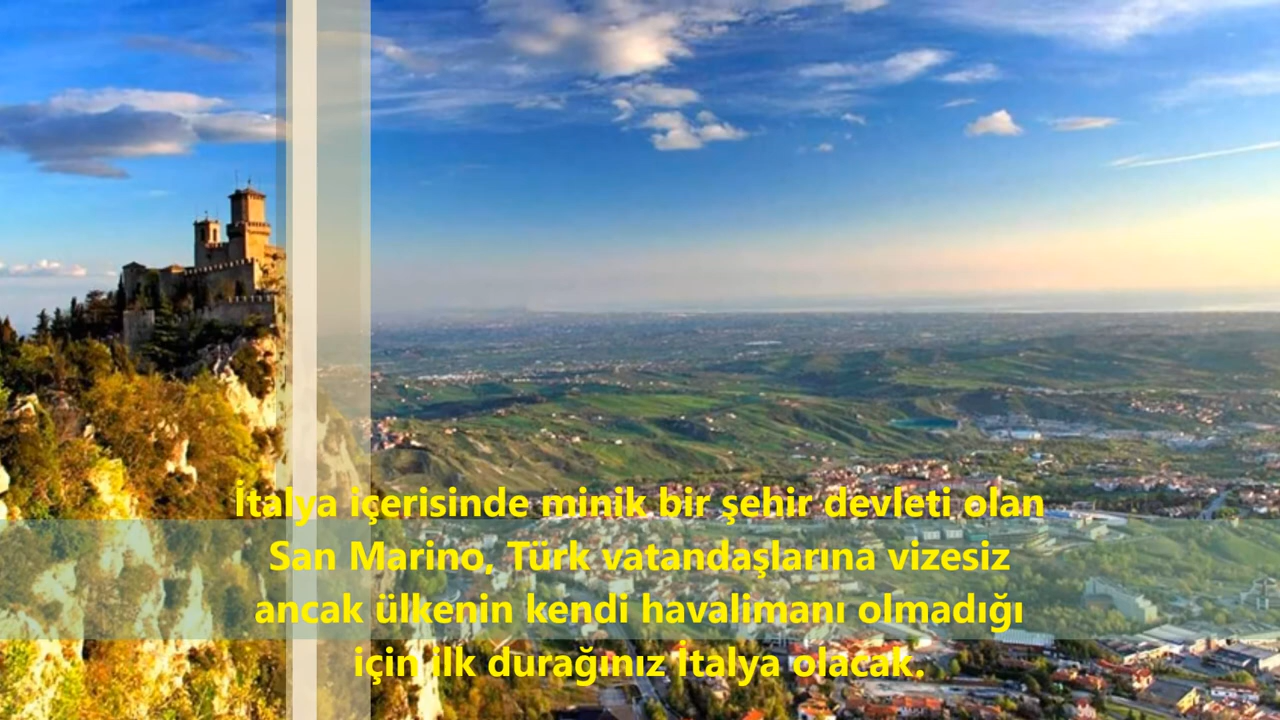 İtalya içerisinde minik bir şehir devleti olan
San Marino, Türk vatandaşlarına vizesiz
ancak ülkenin kendi havalimanı olmadığı
için ilk durağınız İtalya olacak.